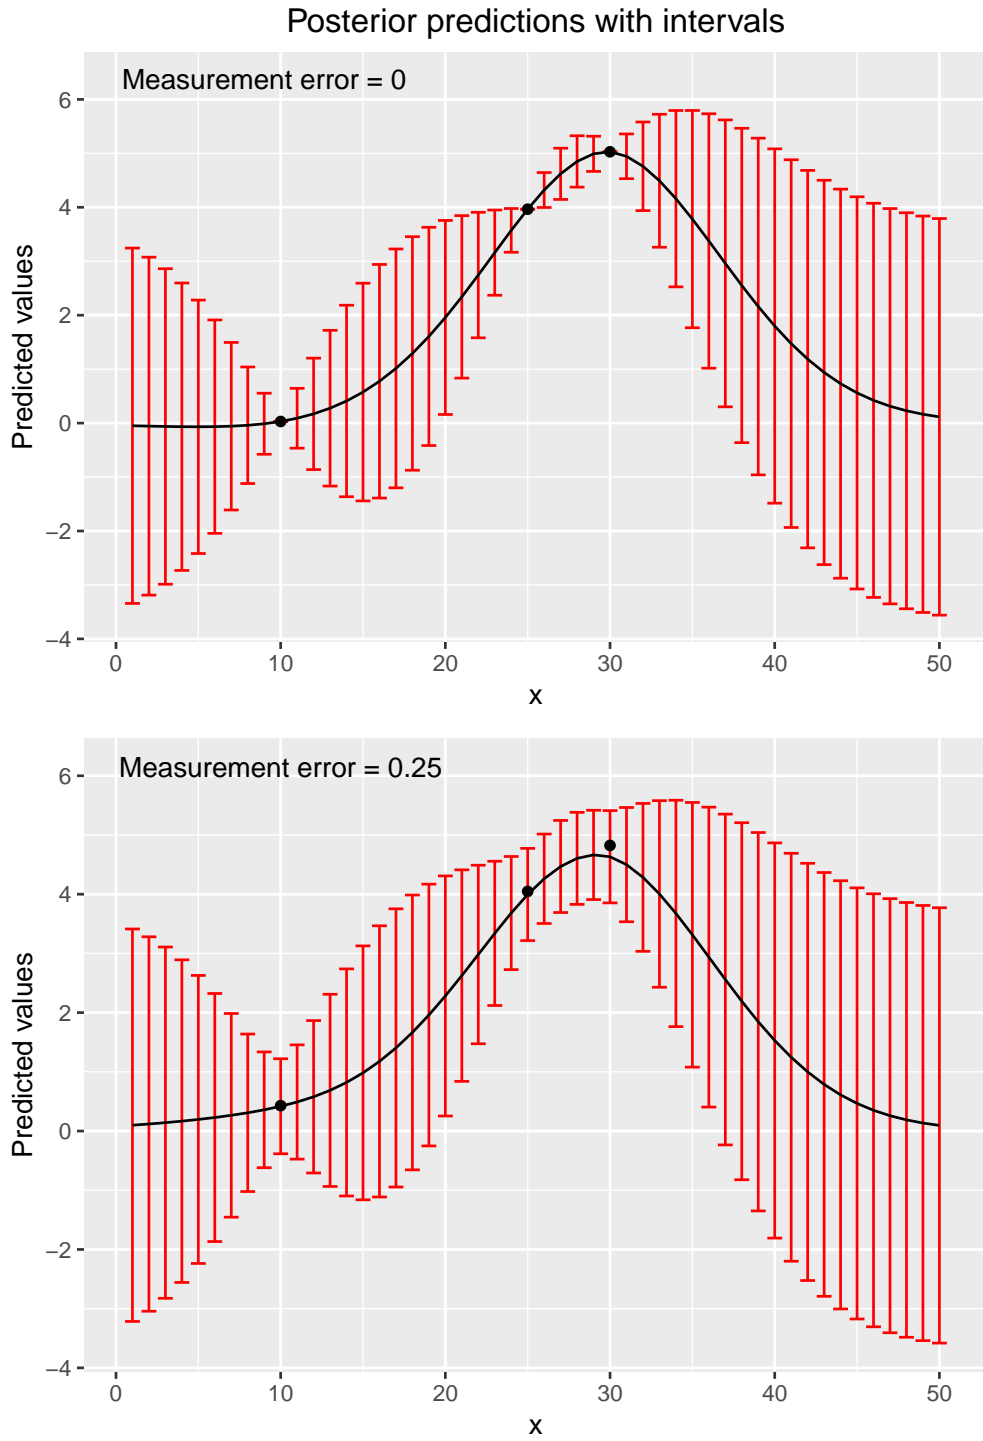 Posterior predictions with intervals
Measurement error = 0
6
4
2
0
−2
−4
Predicted values
0 10 20 30 40 50
x
Measurement error = 0.25
6
4
2
0
−2
−4
Predicted values
0 10 20 30 40 50
x